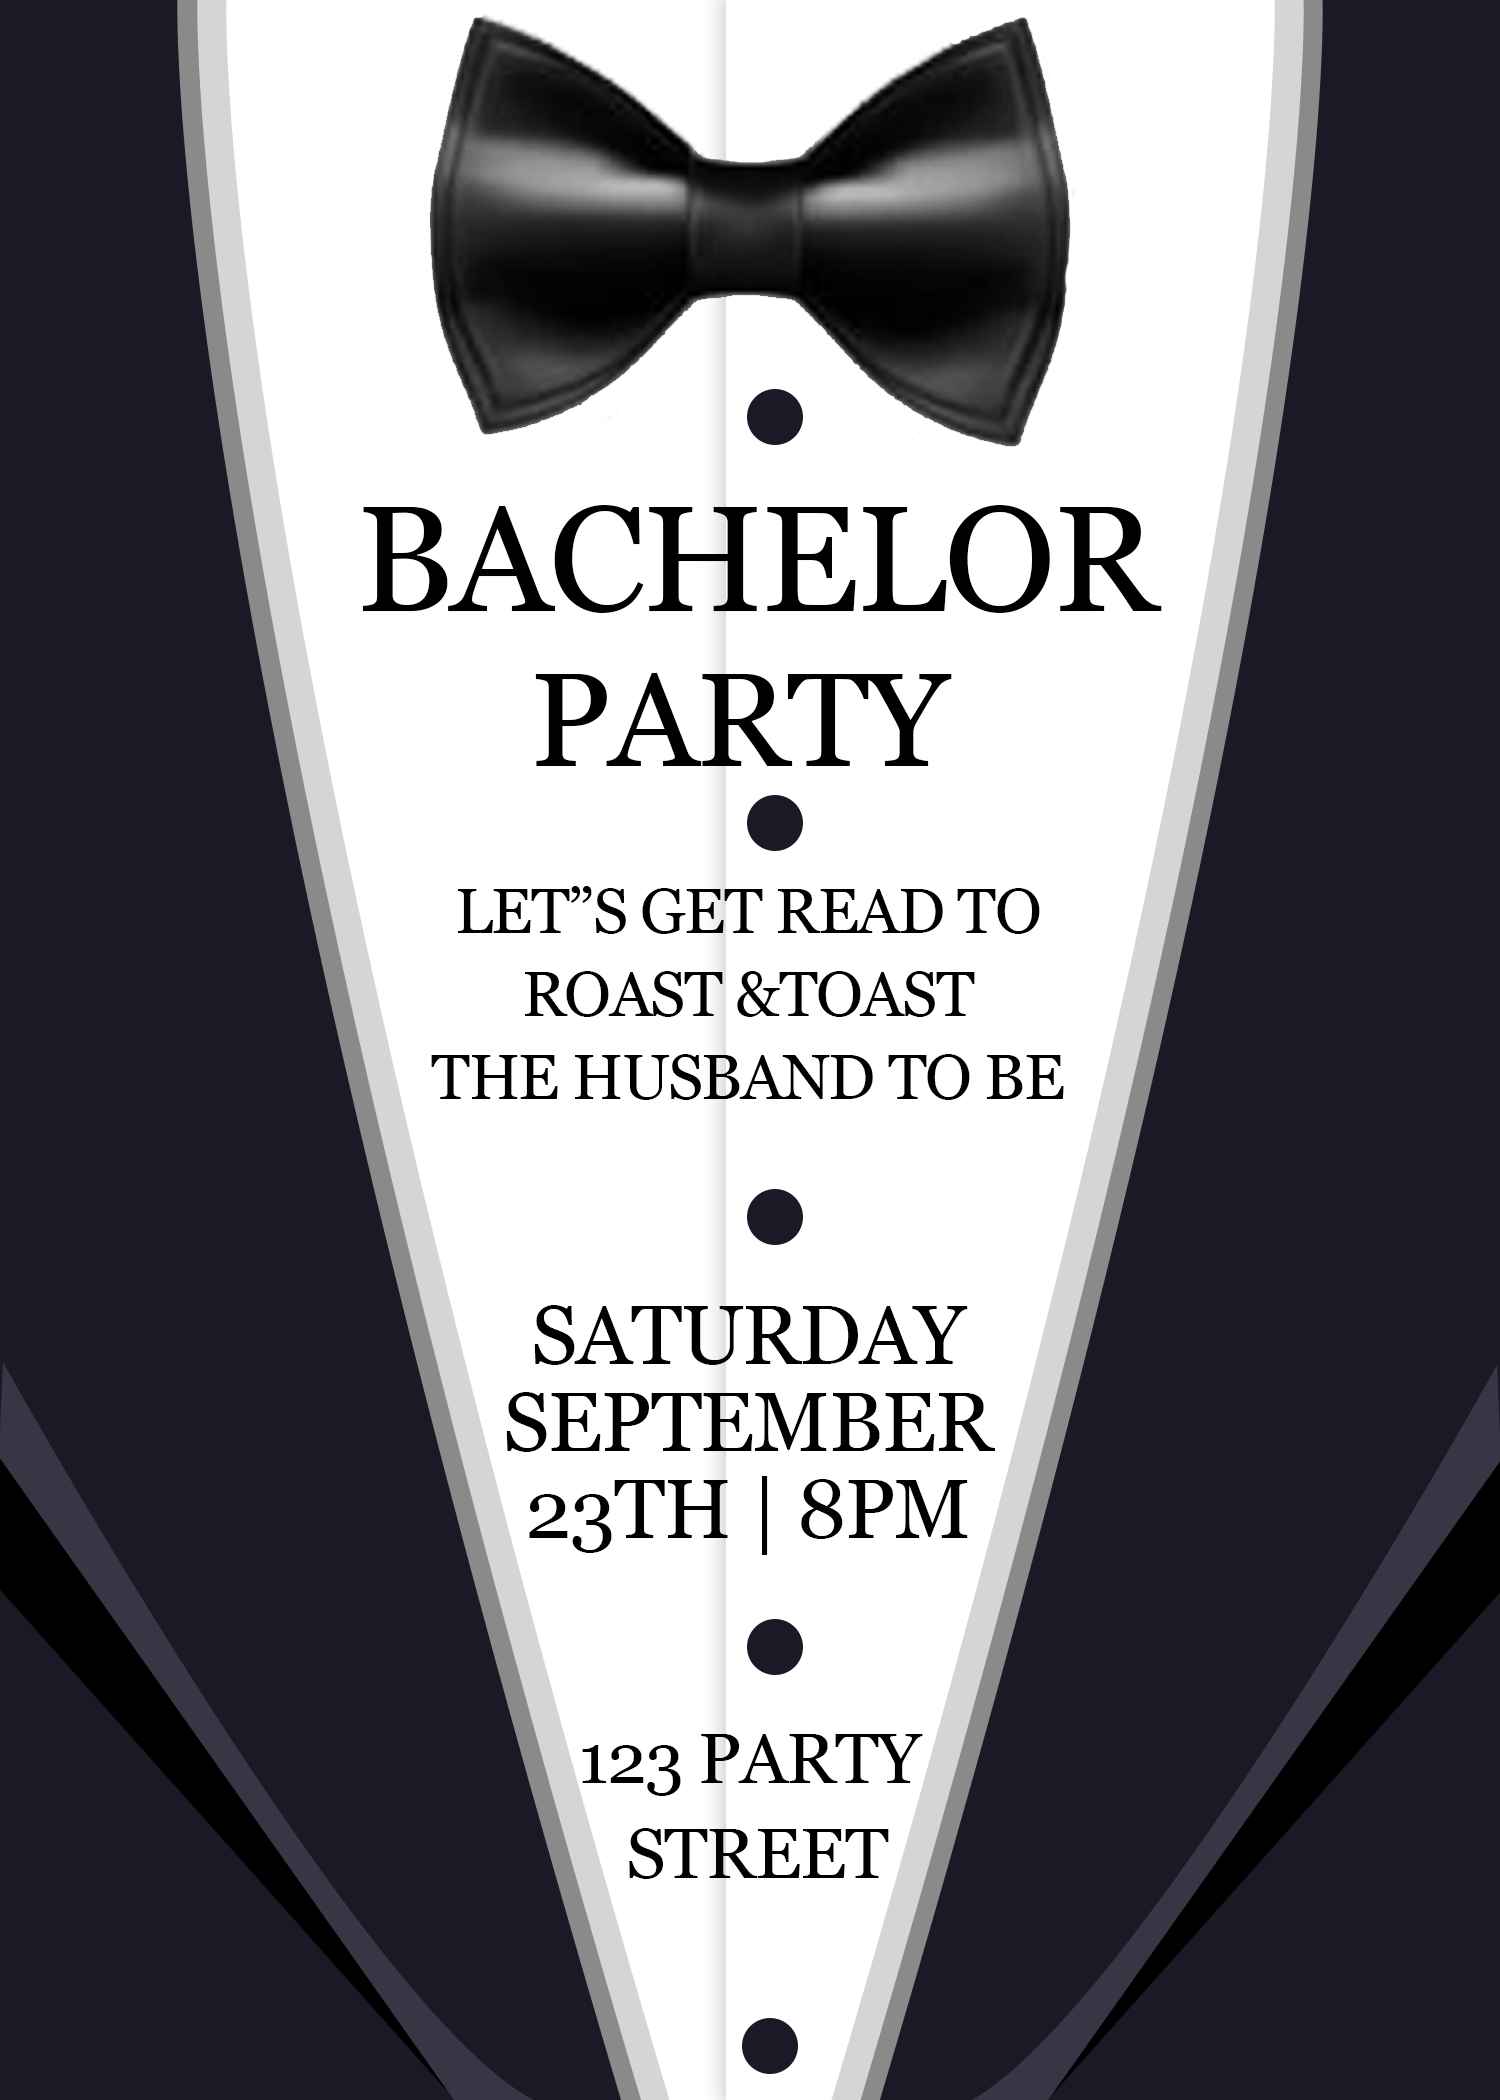 BACHELOR
PARTY
LET”S GET READ TO
ROAST &TOAST
THE HUSBAND TO BE
SATURDAY
SEPTEMBER
23TH | 8PM
123 PARTY
STREET